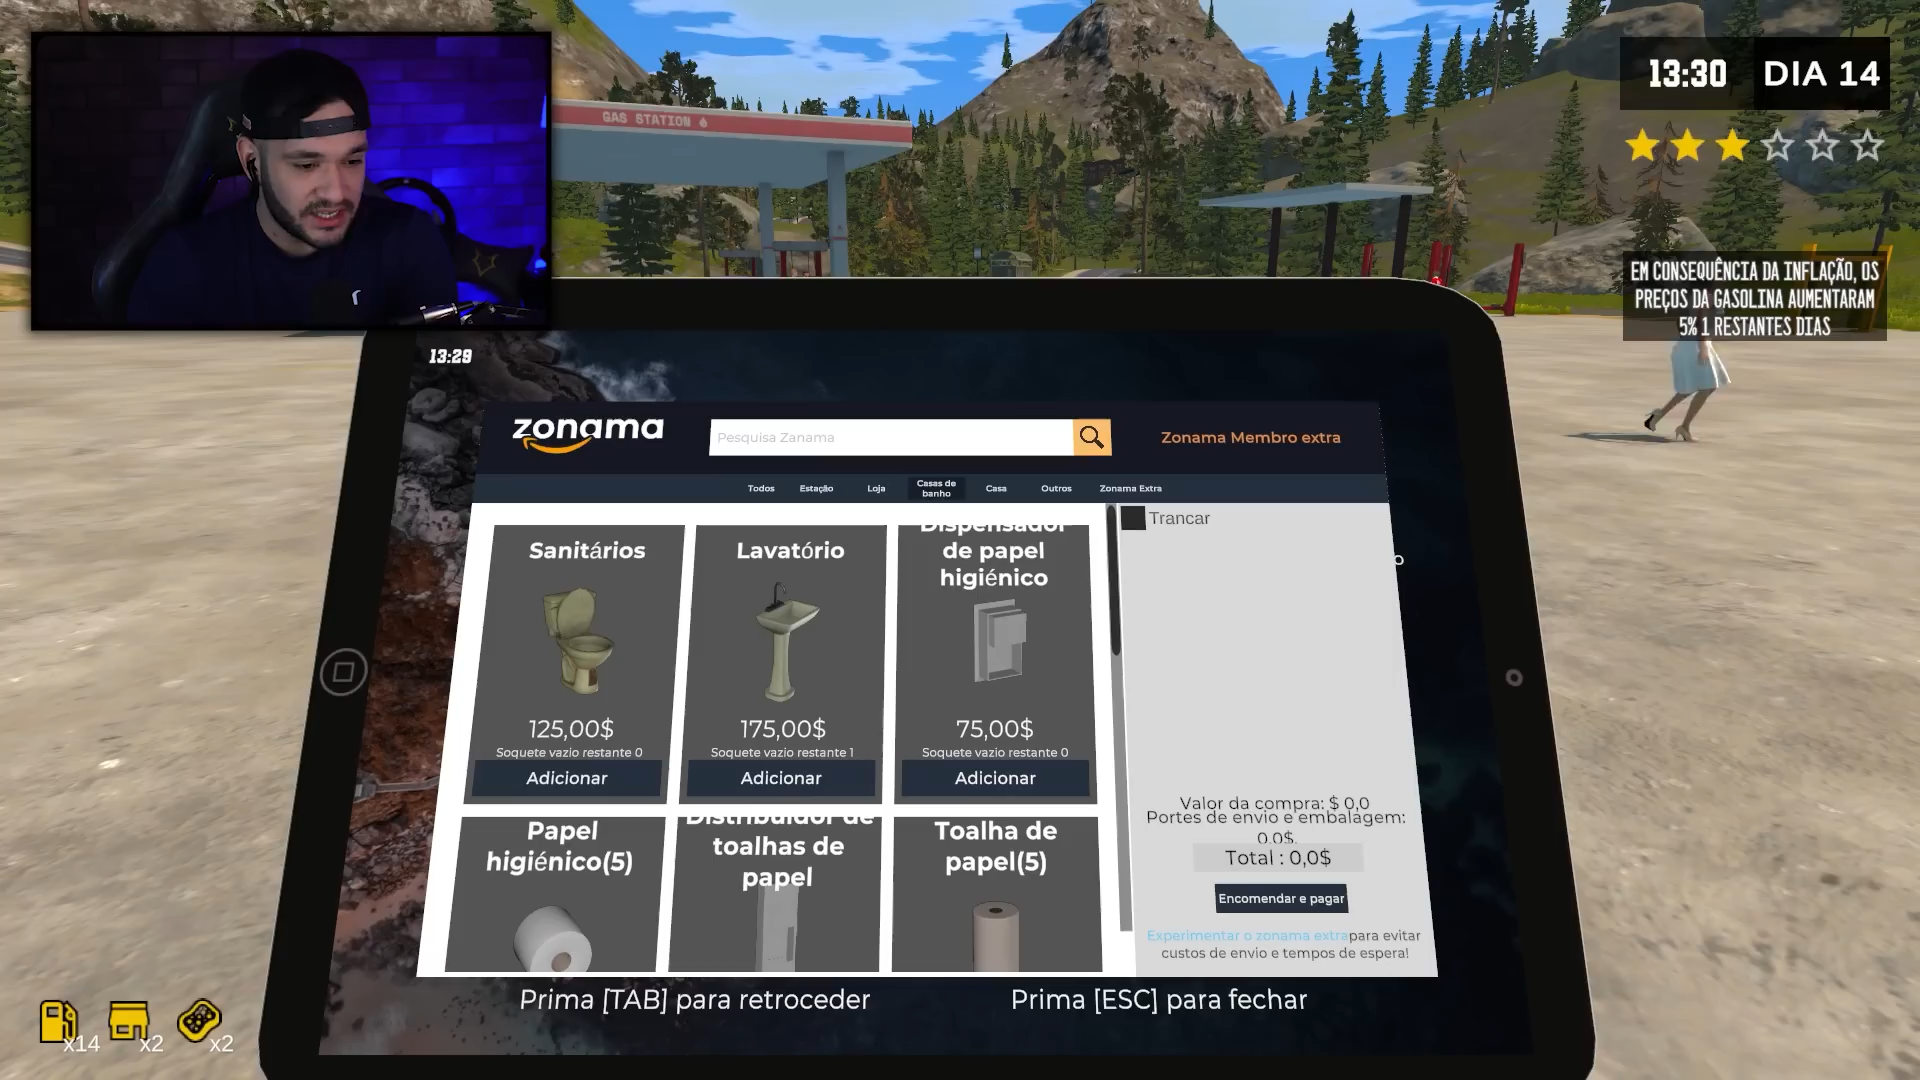 GAS STATION
13:30 DIA 14
EM CONSEQUÊNCIA DA INFLAÇÃO, OS
PREÇOS DA GASOLINA AUMENTARAM
5% 1 RESTANTES DIAS
13:29
zonama
Pesquisa Zanama
Zonama Membro extra
Todos
Estação
Loja
Casas de
banho
Casa
Outros
Zonama Extra
Sanitários
125,00$
Soquete vazio restante 0
Adicionar
Lavatório
175,00$
Soquete vazio restante 1
Adicionar
Dispensador
de papel
higiénico
75,00$
Soquete vazio restante 0
Adicionar
Papel
higiénico(5)
Distribuidor de
toalhas de
papel
Toalha de
papel(5)
Trancar
o
Valor da compra: $ 0,0
Portes de envio e embalagem:
0,0$
Total : 0,0$
Encomendar e pagar
Experimentar o zonama extrapara evitar
custos de envio e tempos de espera!
Prima [TAB] para retroceder
Prima [ESC] para fechar
x14
x2
x2